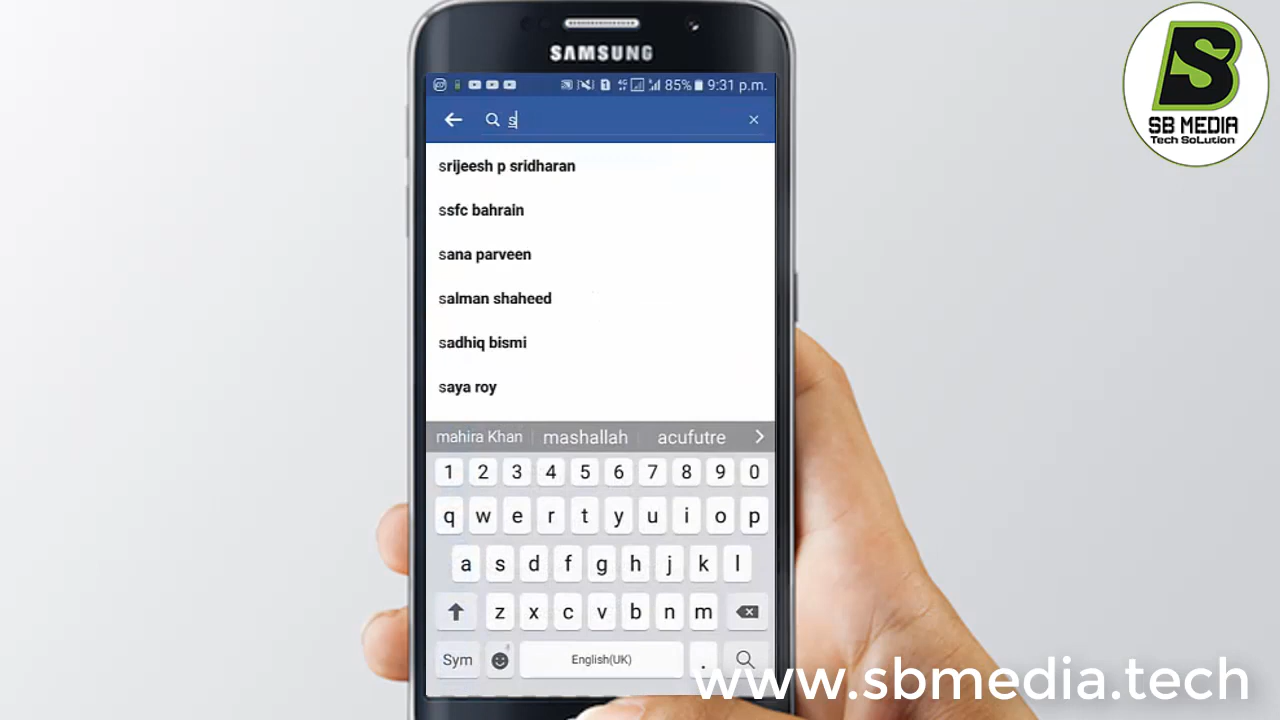 SAMSUNG
85% 9:31 p.m.
s
srijeesh p sridharan
ssfc bahrain
sana parveen
salman shaheed
sadhiq bismi
saya roy
mahira Khan mashallah acufutre
1 2 3 4 5 6 7 8 9 0
q w e r t y u i o p
a s d f g h j k l
z x c v b n m
Sym English(UK) .
SB MEDIA
Tech SoLution
www.sbmedia.tech